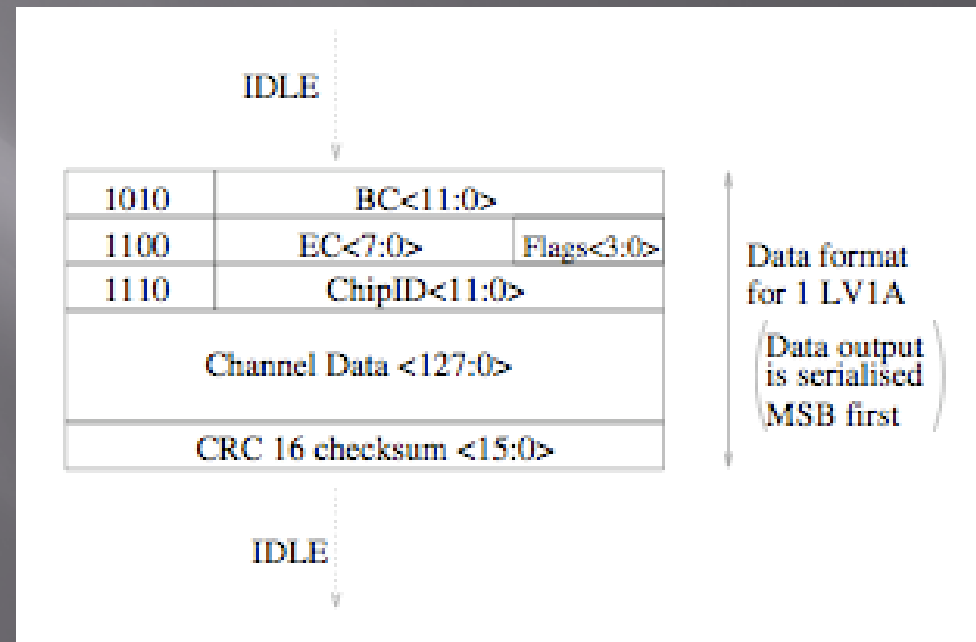 IDLE
1010 BC<11:0>
1100 EC<7:0> Flags<3:0>
1110 ChipID<11:0>
Channel Data <127:0>
CRC 16 checksum <15:0>
Data format
for 1 LV1A
(Data output
is serialised
MSB first)
IDLE